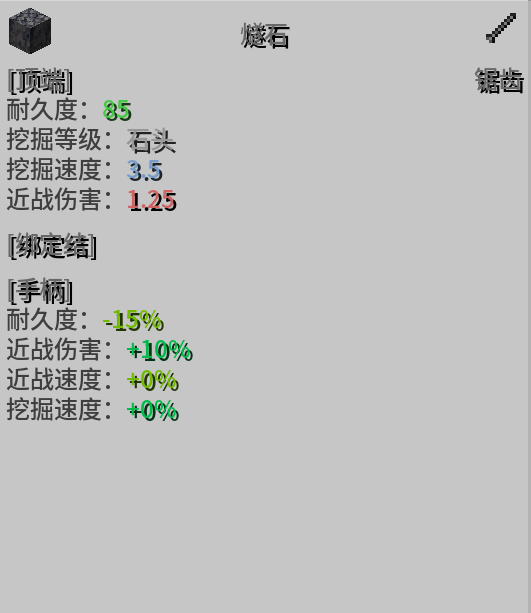 燧石
[顶端]
锯齿
耐久度：85
挖掘等级：石头
挖掘速度：3.5
近战伤害：1.25
[绑定结]
[手柄]
耐久度：-15%
近战伤害：+10%
近战速度：+0%
挖掘速度：+0%